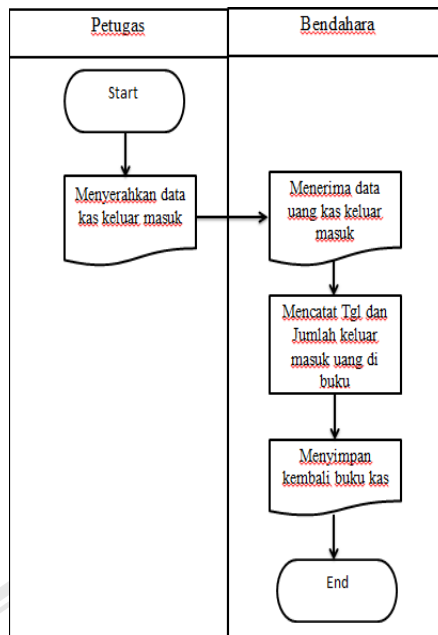 Petugas
Bendahara
Start
Menyerahkan data
kas keluar masuk
Menerima data
uang kas keluar
masuk
Mencatat Tgl dan
Jumlah keluar
masuk uang di
buku
Menyimpan
kembali buku kas
End